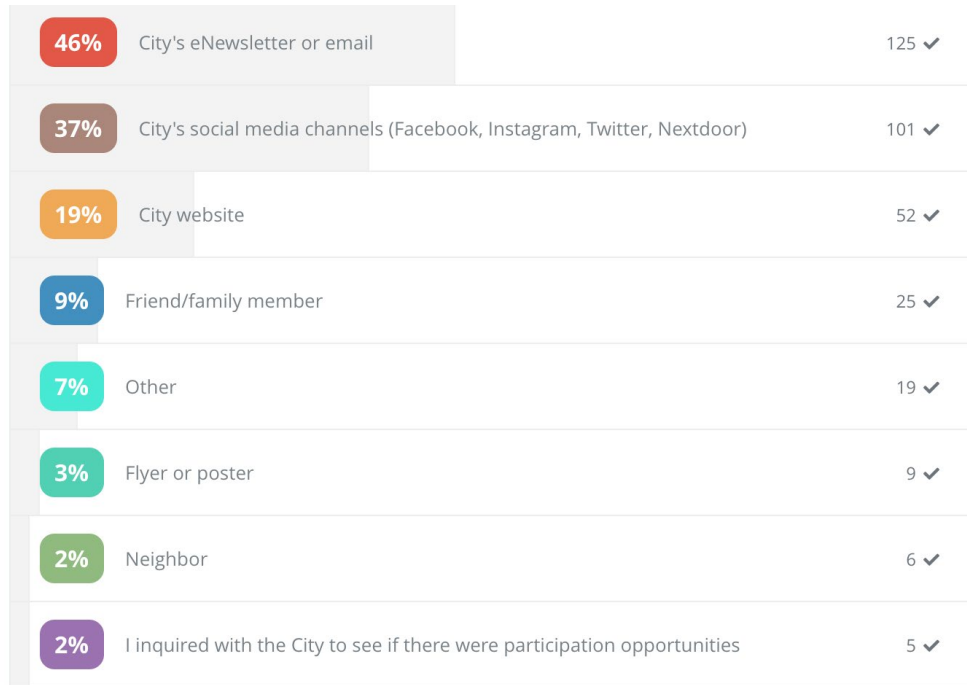 46% City's eNewsletter or email 125 ✔
37% City's social media channels (Facebook, Instagram, Twitter, Nextdoor) 101 ✔
19% City website 52 ✔
9% Friend/family member 25 ✔
7% Other 19 ✔
3% Flyer or poster 9 ✔
2% Neighbor 6 ✔
2% I inquired with the City to see if there were participation opportunities 5 ✔